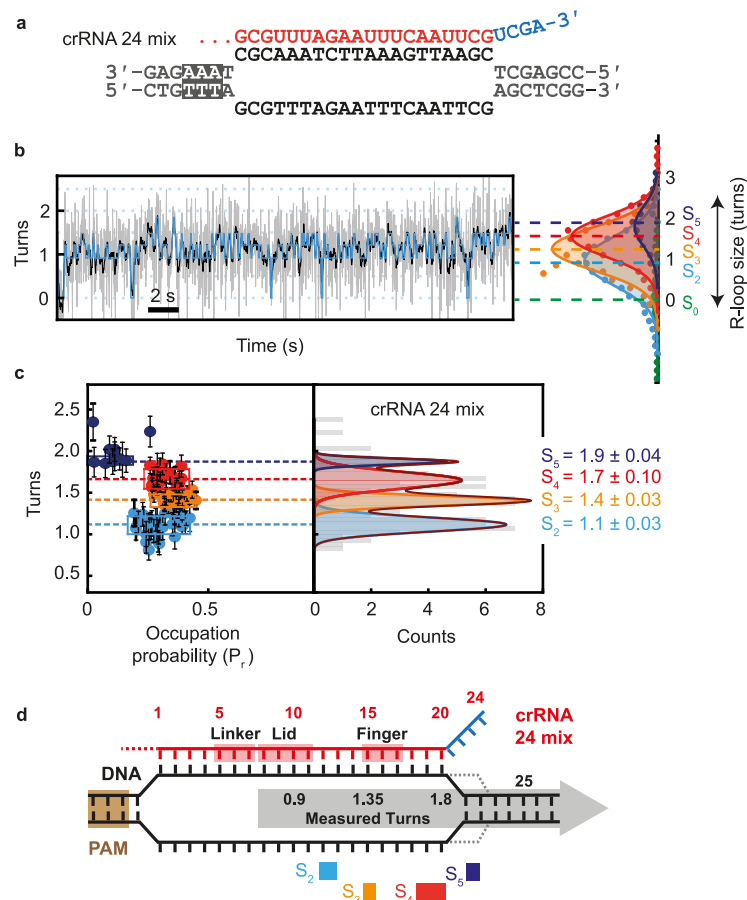 a
crRNA 24 mix ...GCGUUUAGAAUUUCAAUUCGUCGA-3'
CGCAAATCTTAAAGTTAAGC
3'-GAGAAAT TCGAGCC-5'
5'-CTGTTTA AGCTCGG-3'
GCGTTTAGAATTTCAATTCG
b
Turns
2
1
0
2 s
Time (s)
S5
S4
S3
S2
S0
3
2
1
0
R-loop size (turns)
c
Turns
2.5
2.0
1.5
1.0
0.5
0 0.5
Occupation
probability (Pr)
crRNA 24 mix
0 2 4 6 8
Counts
S5 = 1.9 ± 0.04
S4 = 1.7 ± 0.10
S3 = 1.4 ± 0.03
S2 = 1.1 ± 0.03
d
1 5 10 15 20 24
crRNA
24 mix
Linker Lid Finger
DNA
25
0.9 1.35 1.8
Measured Turns
PAM
S2
S3
S4
S5